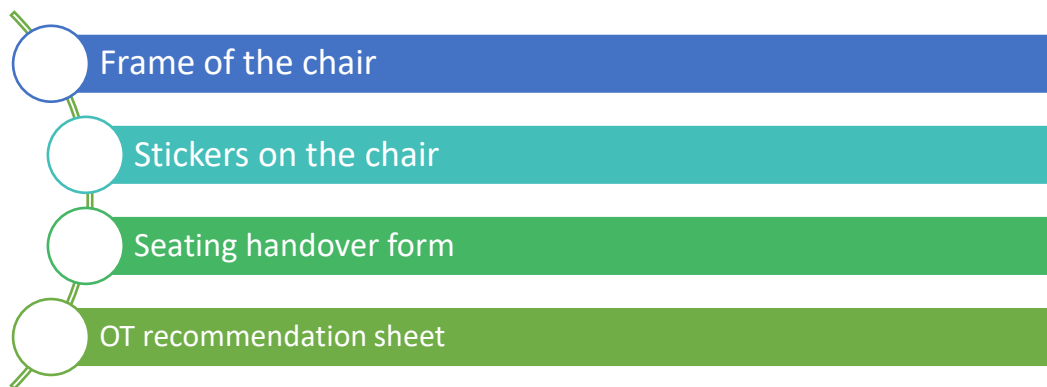 Frame of the chair
Stickers on the chair
Seating handover form
OT recommendation sheet